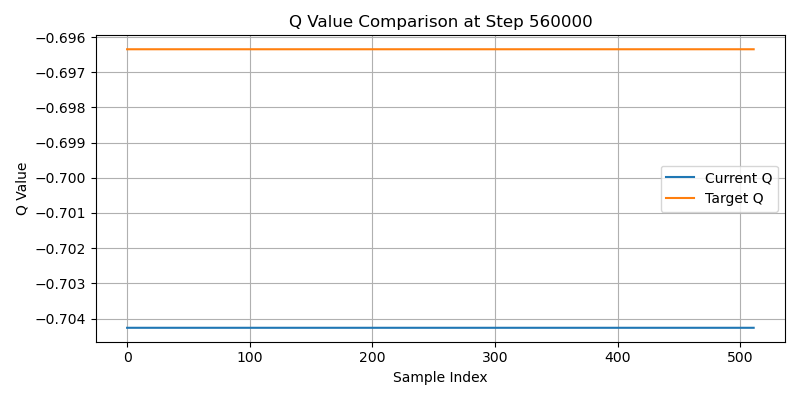 Q Value Comparison at Step 560000
−0.696
−0.697
−0.698
−0.699
−0.700
−0.701
−0.702
−0.703
−0.704
Q Value
Current Q
Target Q
0 100 200 300 400 500
Sample Index